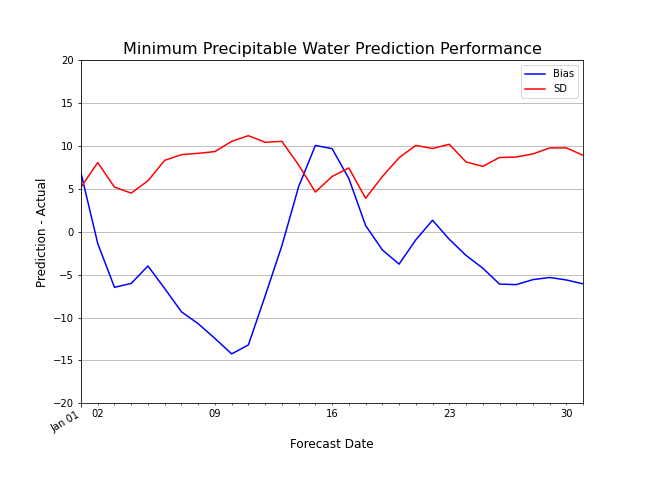 Minimum Precipitable Water Prediction Performance
Bias
SD
Prediction - Actual
20
15
10
5
0
−5
−10
−15
−20
Jan 01
02
09
16
23
30
Forecast Date